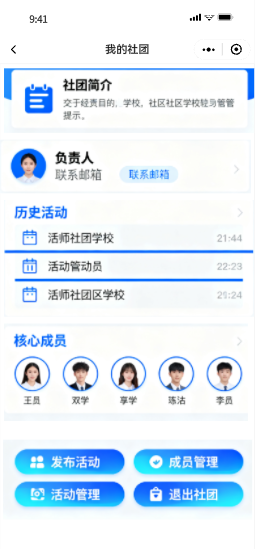 9:41
我的社团
社团简介
交于经责目的、学校，社区社区学校轻与管管
提示。
负责人
联系邮箱 联系邮箱
历史活动
活师社团学校 21:44
活动管动员 22:23
活师社团区学校 21:24
核心成员
王员 双学 享学 陈沽 李员
发布活动 成员管理
活动管理 退出社团